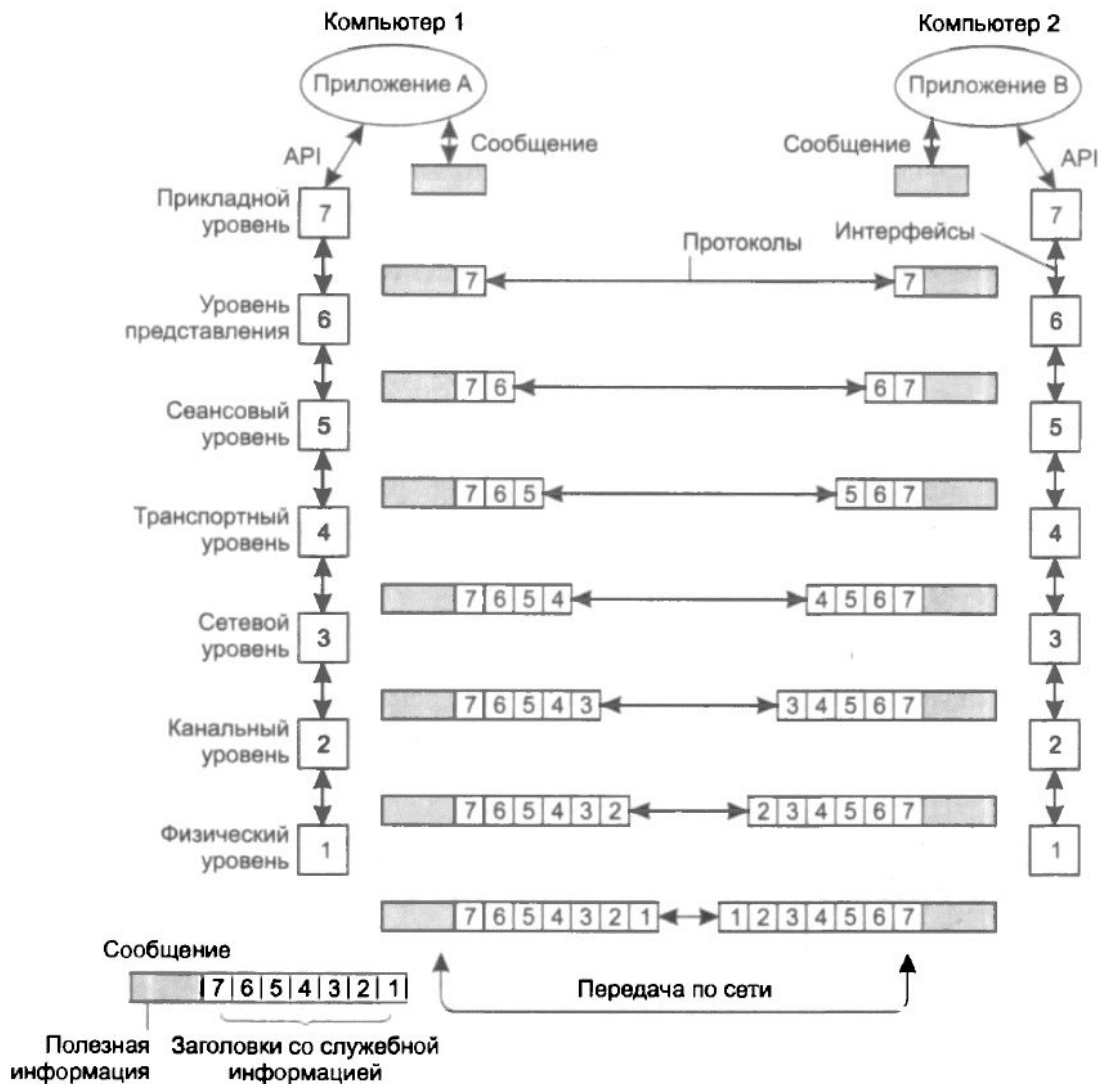 Компьютер 1
Компьютер 2
Приложение А
Приложение В
API
Сообщение
Сообщение
API
Прикладной
уровень
7
7
Протоколы
Интерфейсы
7
7
Уровень
представления
6
6
7 6
6 7
Сеансовый
уровень
5
5
7 6 5
5 6 7
Транспортный
уровень
4
4
7 6 5 4
4 5 6 7
Сетевой
уровень
3
3
7 6 5 4 3
3 4 5 6 7
Канальный
уровень
2
2
7 6 5 4 3 2
2 3 4 5 6 7
Физический
уровень
1
1
7 6 5 4 3 2 1
1 2 3 4 5 6 7
Сообщение
7 6 5 4 3 2 1
Передача по сети
Полезная
информация
Заголовки со служебной
информацией